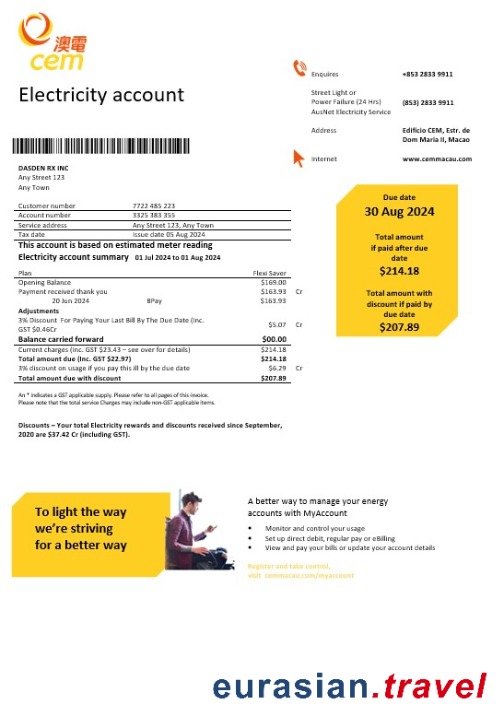 澳電
cem
Electricity account
Enquires +853 2833 9911
Street Light or
Power Failure (24 Hrs) (853) 2833 9911
AusNet Electricity Service
Address Edificio CEM, Estr. de
Dom Maria II, Macao
Internet www.cemmacau.com
DASDEN RX INC
Any Street 123
Any Town
Customer number 7722 485 223
Account number 3325 383 355
Service address Any Street 123, Any Town
Tax date Issue date 05 Aug 2024
This account is based on estimated meter reading
Electricity account summary 01 Jul 2024 to 01 Aug 2024
Plan Flexi Saver
Opening Balance $169.00
Payment received thank you $163.93 Cr
20 Jun 2024 BPay $163.93
Adjustments
3% Discount For Paying Your Last Bill By The Due Date (Inc.
GST $0.46Cr $5.07 Cr
Balance carried forward $00.00
Current charges (inc. GST $23.43 – see over for details) $214.18
Total amount due (Inc. GST $22.97) $214.18
3% discount on usage if you pay this ill by the due date $6.29 Cr
Total amount due with discount $207.89
An * indicates a GST applicable supply. Please refer to all pages of this invoice.
Please note that the total service Charges may include non-GST applicable items.
Discounts – Your total Electricity rewards and discounts received since September,
2020 are $37.42 Cr (including GST).
Due date
30 Aug 2024
Total amount
if paid after due
date
$214.18
Total amount with
discount if paid by
due date
$207.89
To light the way
we're striving
for a better way
A better way to manage your energy
accounts with MyAccount
• Monitor and control your usage
• Set up direct debit, regular pay or eBilling
• View and pay your bills or update your account details
Register and take control,
visit cemmacau.com/myaccount
eurasian.travel